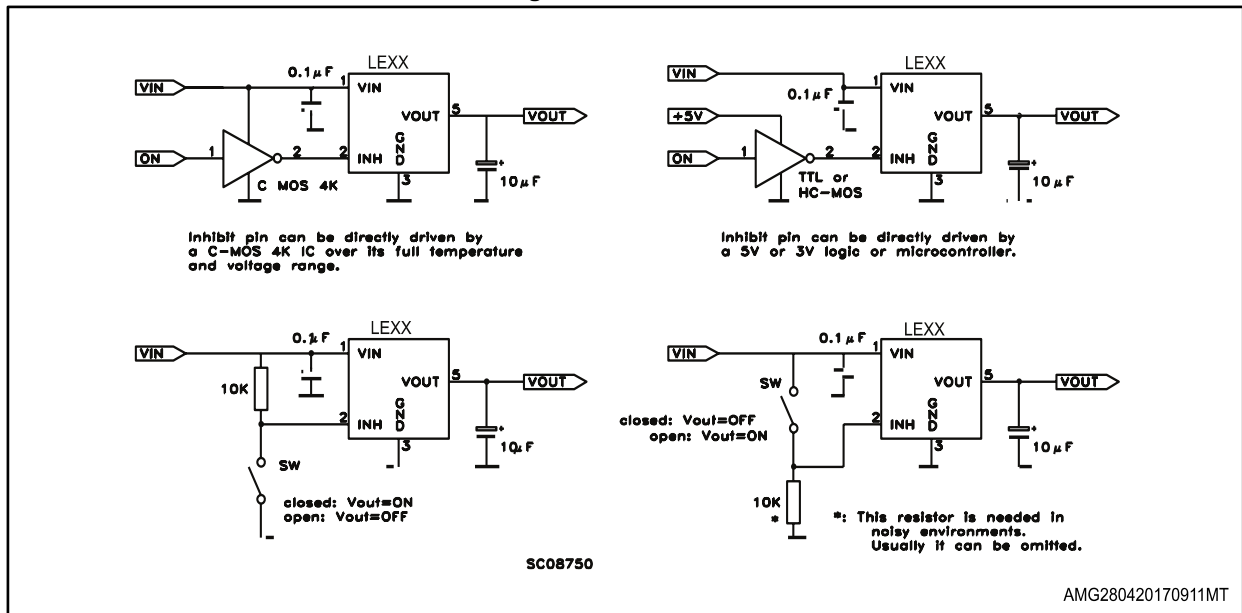 LEXX
0.1µF
VIN
1
VIN
VOUT
5
VOUT
ON
1
2
2
INH
GND
3
C MOS 4K
+
10µF
Inhibit pin can be directly driven by
a C-MOS 4K IC over its full temperature
and voltage range.
LEXX
VIN
0.1µF
1
VIN
+5V
VOUT
5
VOUT
ON
1
2
2
INH
GND
3
TTL or
HC-MOS
+
10µF
Inhibit pin can be directly driven by
a 5V or 3V logic or microcontroller.
LEXX
0.1µF
VIN
1
VIN
10K
VOUT
5
VOUT
2
INH
GND
3
+
10µF
SW
closed: Vout=ON
open: Vout=OFF
LEXX
0.1µF
VIN
1
VIN
SW
VOUT
5
VOUT
closed: Vout=OFF
open: Vout=ON
2
INH
GND
3
+
10µF
10K
*
*: This resistor is needed in
noisy environments.
Usually it can be omitted.
SC08750
AMG280420170911MT